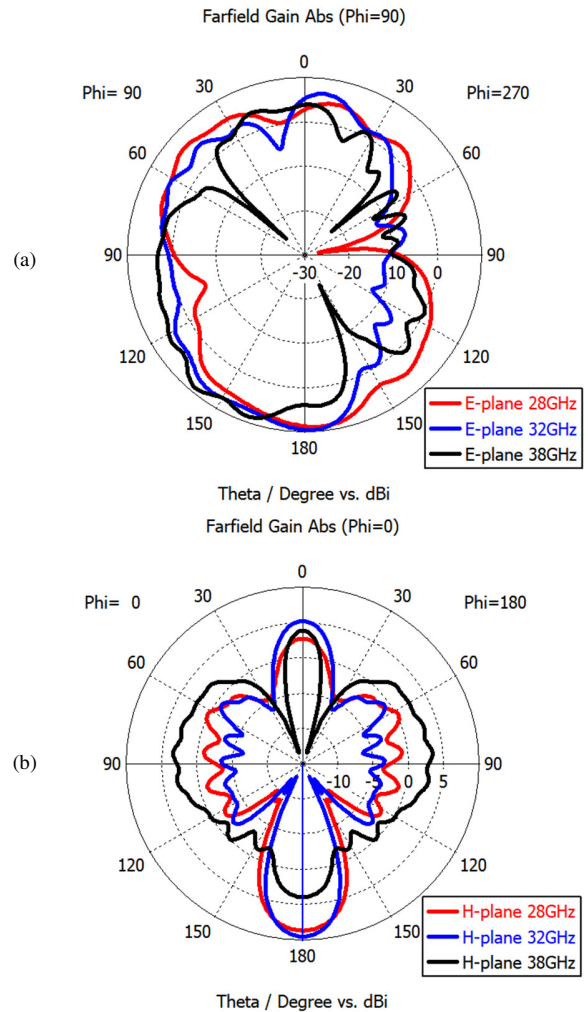 Farfield Gain Abs (Phi=90)
0
30 30
Phi= 90 Phi=270
60 60
(a)
90 -30 -20 -10 0 90
120 120
150 150
180
E-plane 28GHz
E-plane 32GHz
E-plane 38GHz
Theta / Degree vs. dBi
Farfield Gain Abs (Phi=0)
0
30 30
Phi= 0 Phi=180
60 60
(b)
90 -10 -5 0 5 90
120 120
150 150
180
H-plane 28GHz
H-plane 32GHz
H-plane 38GHz
Theta / Degree vs. dBi